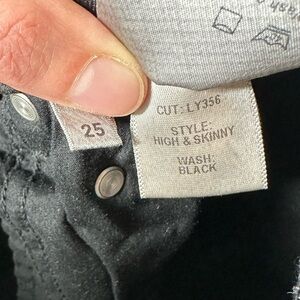 25
CUT: LY356
STYLE:
HIGH & SKINNY
WASH:
BLACK